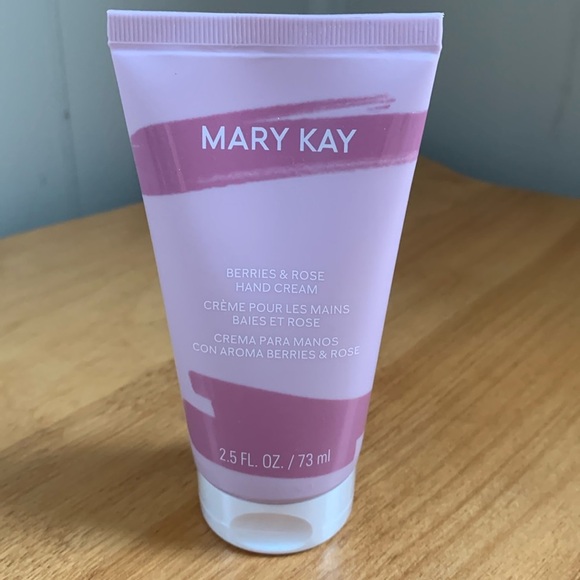 MARY KAY
BERRIES & ROSE
HAND CREAM
CRÈME POUR LES MAINS
BAIES ET ROSE
CREMA PARA MANOS
CON AROMA BERRIES & ROSE
2.5 FL. OZ. / 73 ml